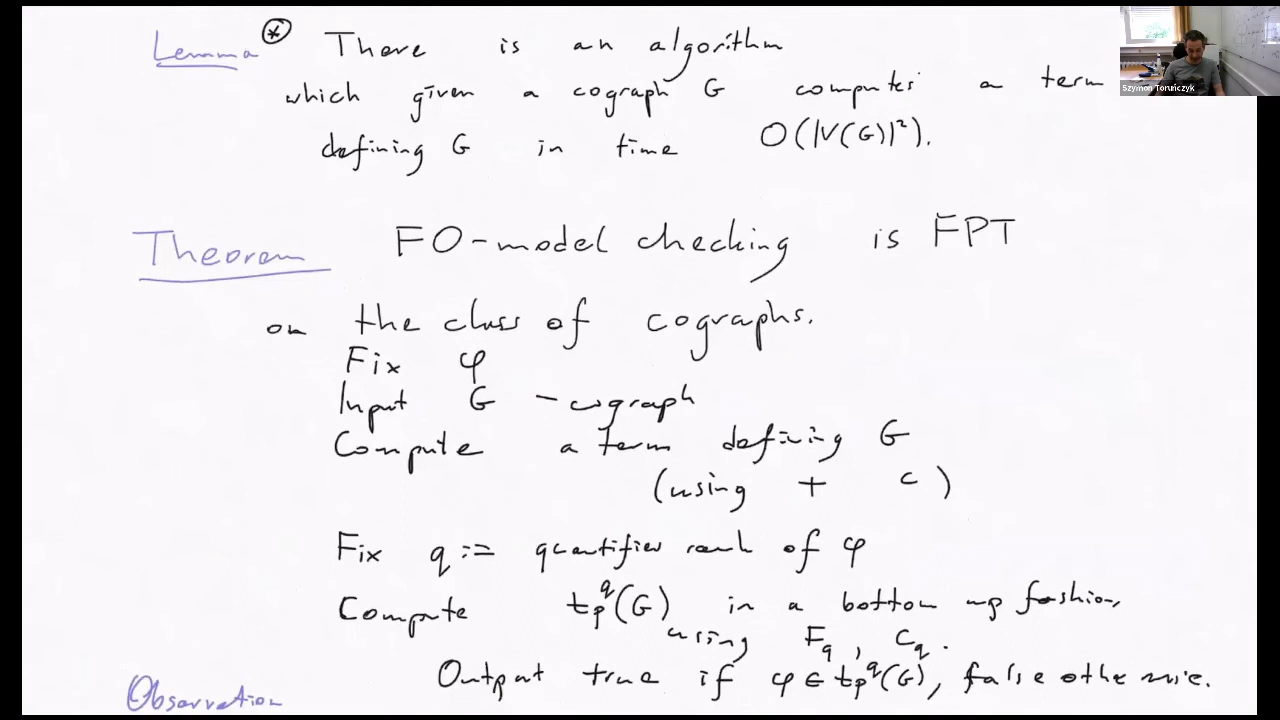 Lemma * There is an algorithm
which given a cograph G computes a term
defining G in time O(|V(G)|²).
Theorem FO-model checking is FPT
on the class of cographs.
Fix φ
Input G - cograph
Compute a term defining G
(using + c)
Fix q := quantifier rank of φ
Compute tp^q(G) in a bottom up fashion,
using F_q, C_q.
Output true if φ ∈ tp^q(G), false otherwise.
Observation
Szymon Toruńczyk